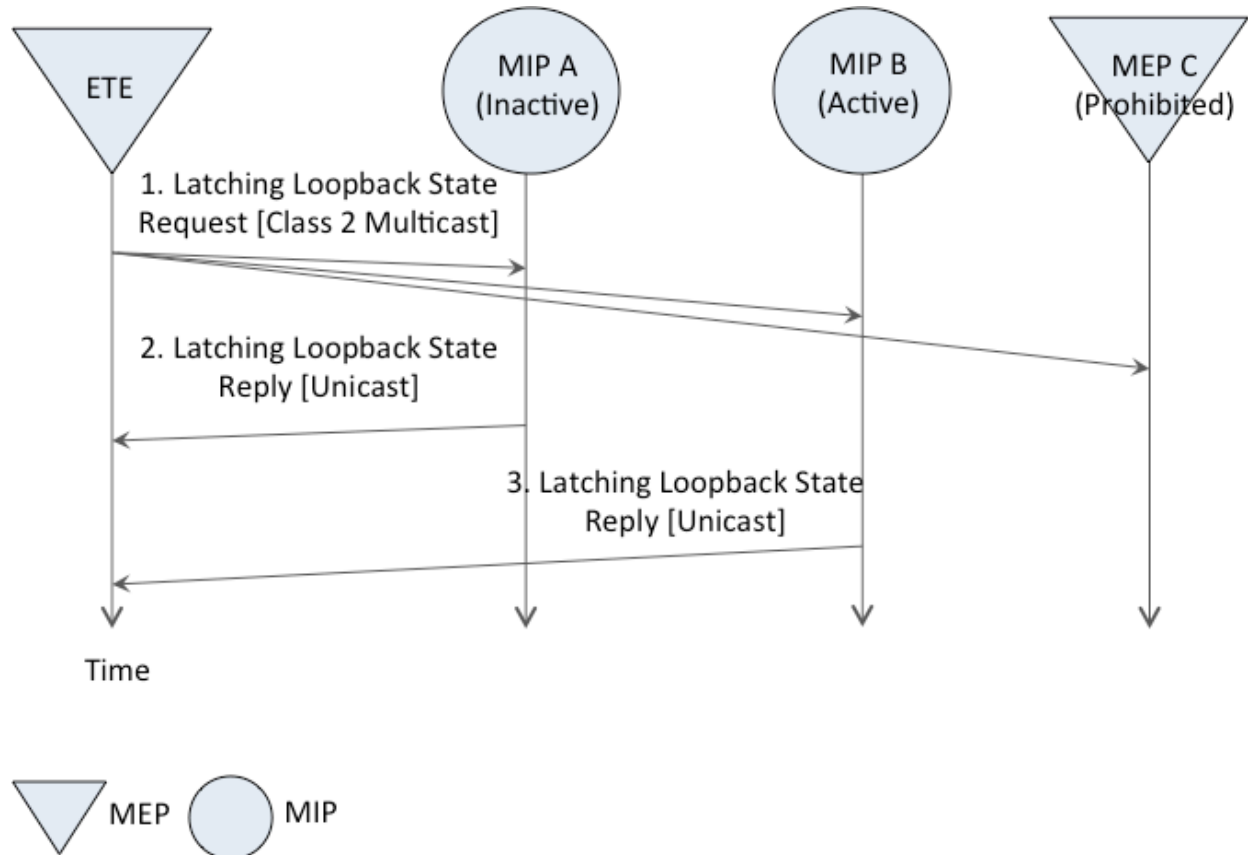 ETE
MIP A
(Inactive)
MIP B
(Active)
MEP C
(Prohibited)
1. Latching Loopback State
Request [Class 2 Multicast]
2. Latching Loopback State
Reply [Unicast]
3. Latching Loopback State
Reply [Unicast]
Time
MEP
MIP